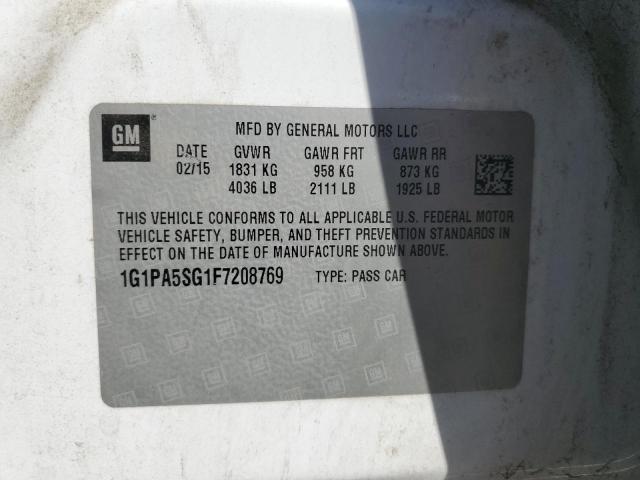 GM
MFD BY GENERAL MOTORS LLC
DATE GVWR GAWR FRT GAWR RR
02/15 1831 KG 958 KG 873 KG
4036 LB 2111 LB 1925 LB
THIS VEHICLE CONFORMS TO ALL APPLICABLE U.S. FEDERAL MOTOR
VEHICLE SAFETY, BUMPER, AND THEFT PREVENTION STANDARDS IN
EFFECT ON THE DATE OF MANUFACTURE SHOWN ABOVE.
1G1PA5SG1F7208769 TYPE: PASS CAR